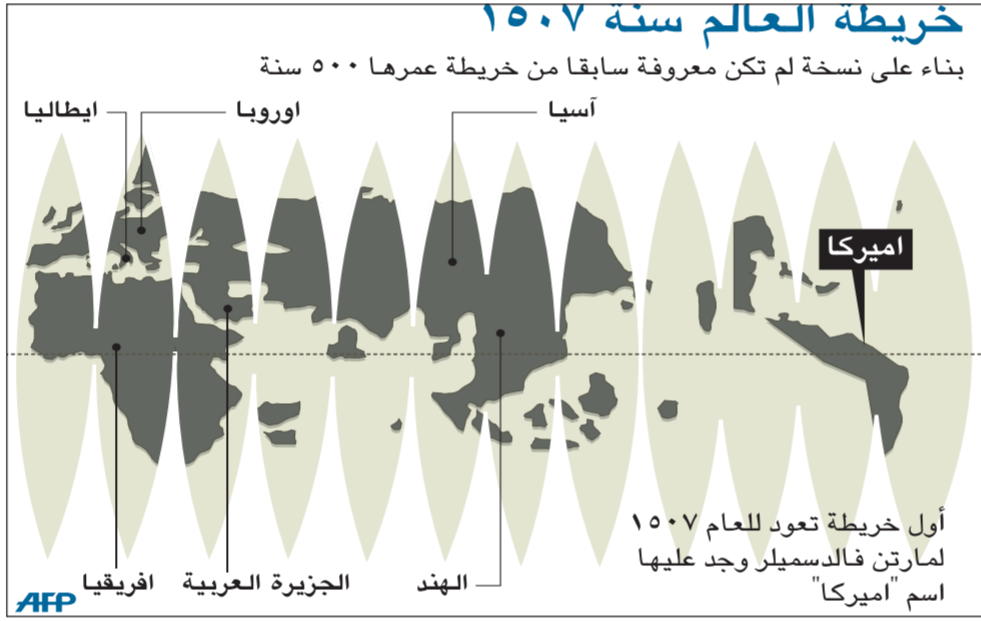 خريطة العالم سنة ١٥٠٧
بناء على نسخة لم تكن معروفة سابقا من خريطة عمرها ٥٠٠ سنة
آسيا
اوروبا
ايطاليا
اميركا
أول خريطة تعود للعام ١٥٠٧
لمارتن فالدسميلر وجد عليها
اسم "اميركا"
الهند
الجزيرة العربية
افريقيا
AFP